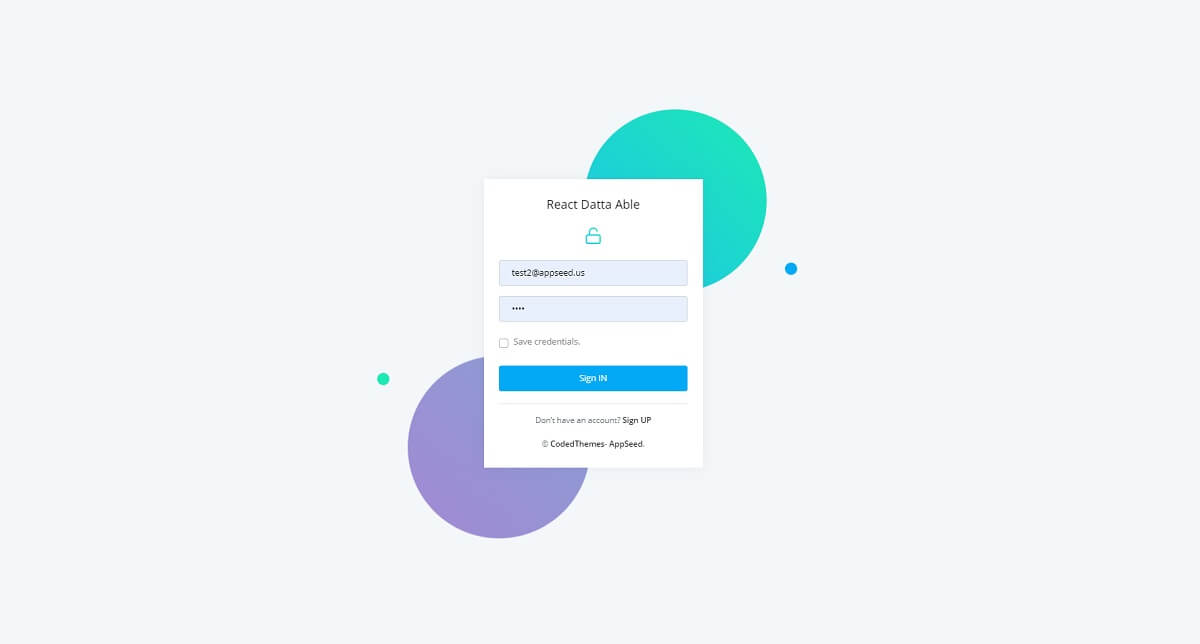 React Datta Able
test2@appseed.us
••••
Save credentials.
Sign IN
Don't have an account? Sign UP
© CodedThemes- AppSeed.